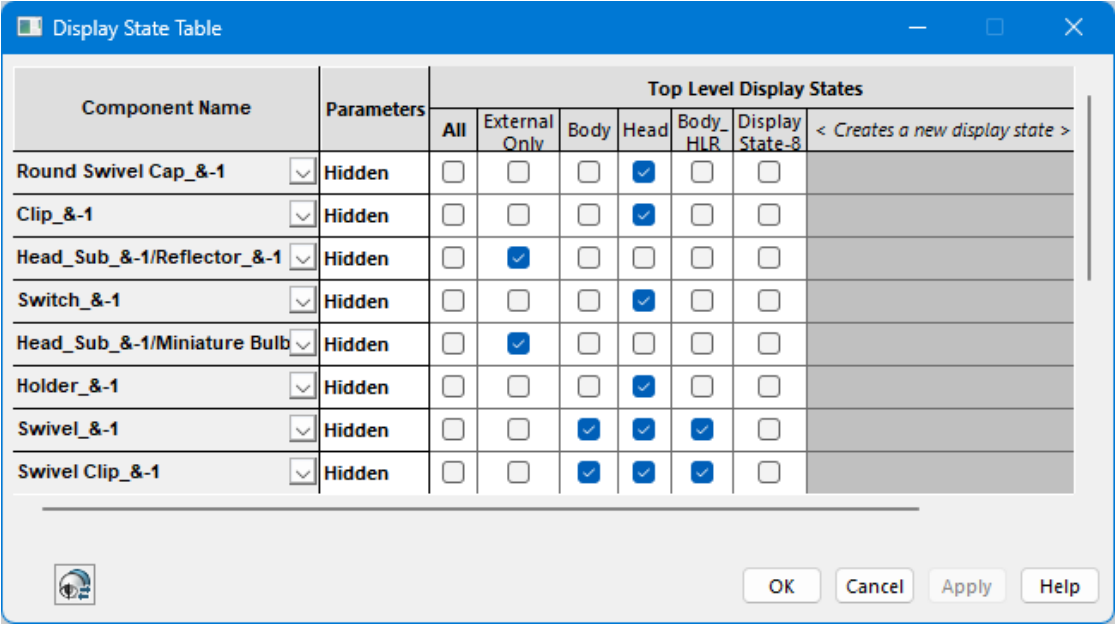 Display State Table
Component Name Parameters Top Level Display States
All External Only Body Head Body_HLR Display State-8 < Creates a new display state >
Round Swivel Cap_&-1 Hidden
Clip_&-1 Hidden
Head_Sub_&-1/Reflector_&-1 Hidden
Switch_&-1 Hidden
Head_Sub_&-1/Miniature Bulb Hidden
Holder_&-1 Hidden
Swivel_&-1 Hidden
Swivel Clip_&-1 Hidden
OK Cancel Apply Help